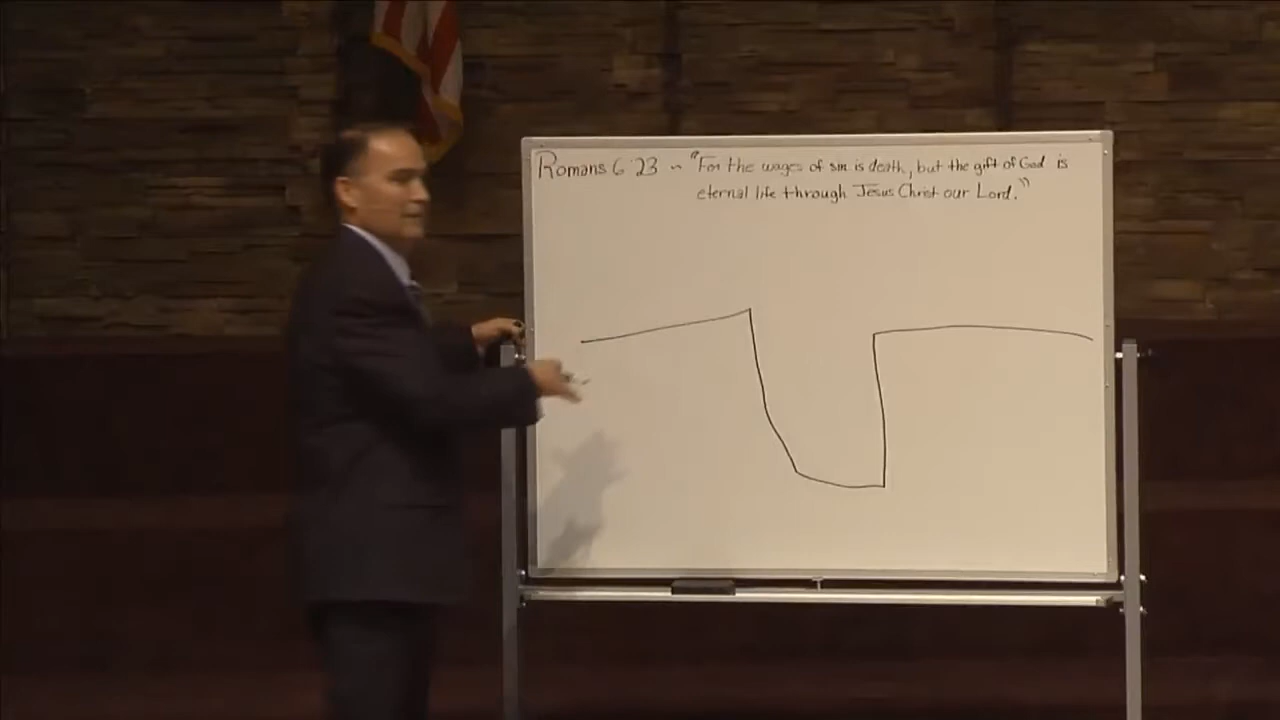 Romans 6:23 ~ "For the wages of sin is death, but the gift of God is
eternal life through Jesus Christ our Lord."